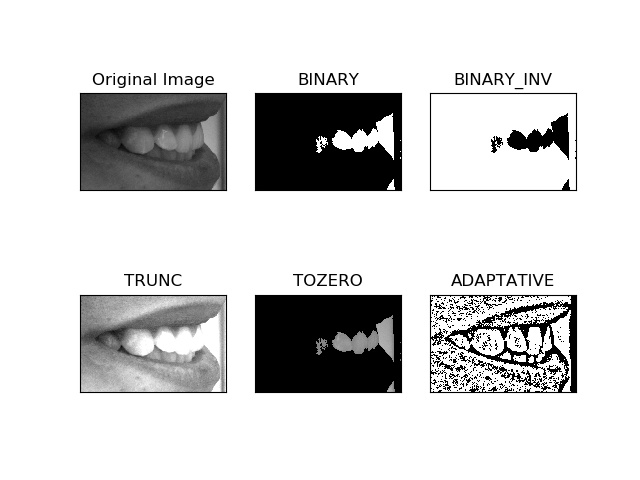 Original Image
BINARY
BINARY_INV
TRUNC
TOZERO
ADAPTATIVE